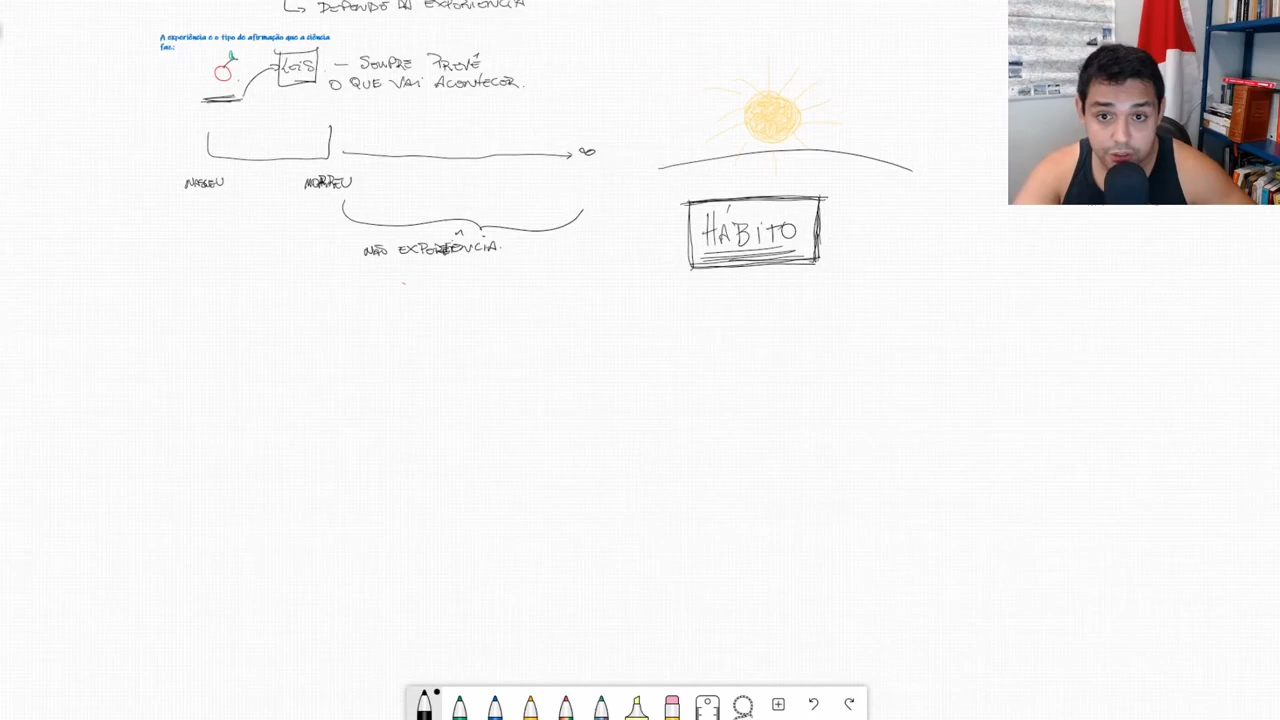 ↳ DEPENDE DA EXPERIÊNCIA
A experiência e o tipo de afirmação que a ciência
faz:
LEIS — SEMPRE PREVÊ
O QUE VAI ACONTECER.
∞
NASCEU MORREU
HÁBITO
NÃO EXPERIÊNCIA.